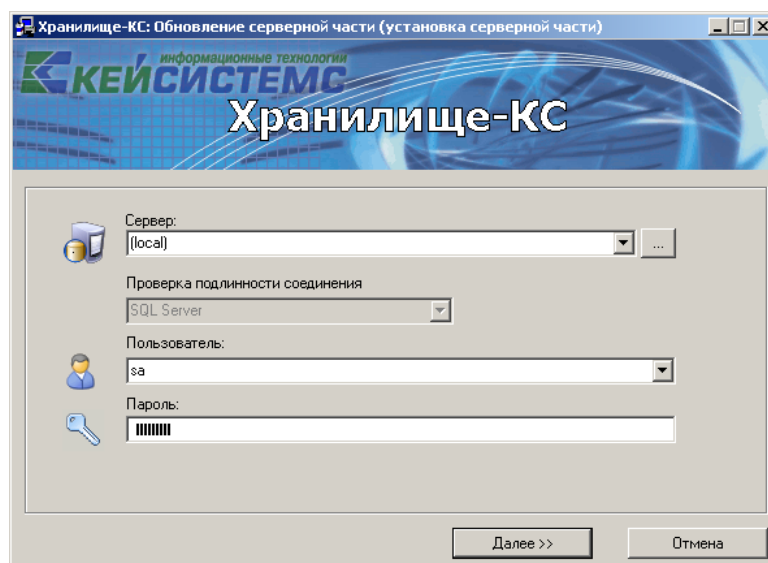 Хранилище-КС: Обновление серверной части (установка серверной части)
информационные технологии
КЕЙСИСТЕМС
Хранилище-КС
Сервер:
(local)
...
Проверка подлинности соединения
SQL Server
Пользователь:
sa
Пароль:
Далее >>
Отмена